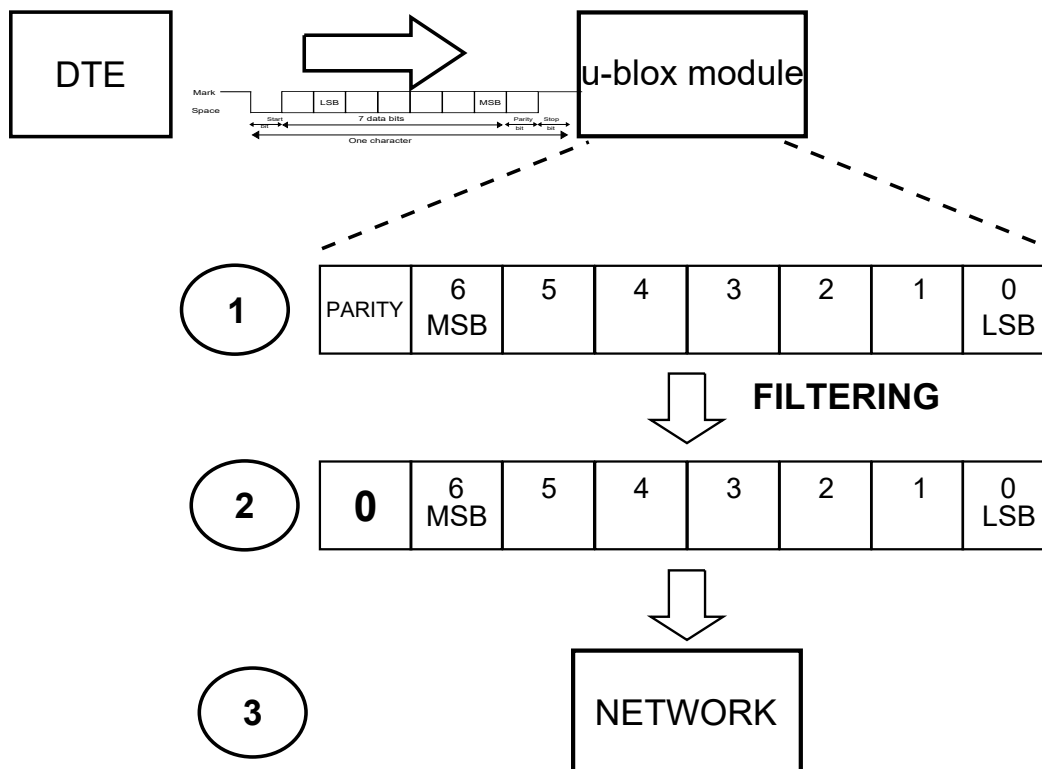 DTE
u-blox module
Mark
LSB
MSB
Space
Start
bit
7 data bits
Parity
bit
Stop
bit
One character
1
PARITY
6
MSB
5
4
3
2
1
0
LSB
FILTERING
2
0
6
MSB
5
4
3
2
1
0
LSB
3
NETWORK